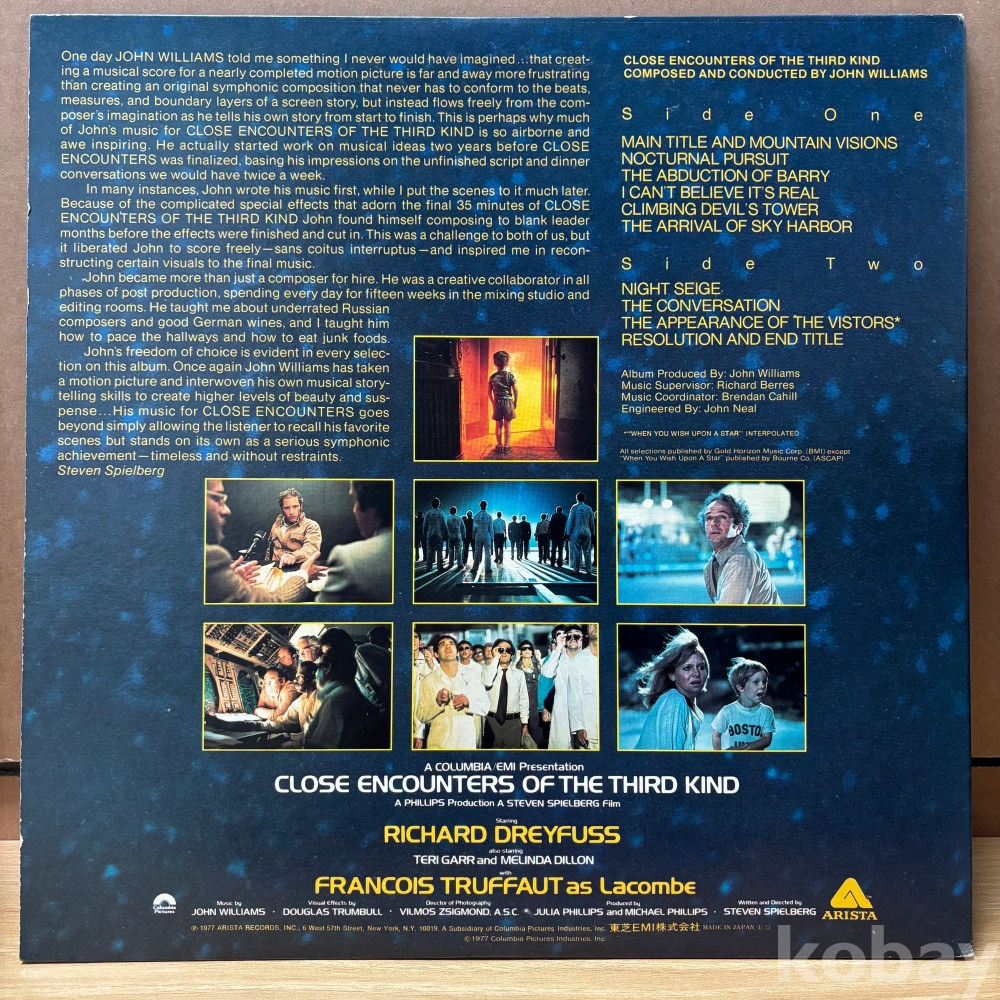 One day JOHN WILLIAMS told me something I never would have imagined...that creat-
ing a musical score for a nearly completed motion picture is far and away more frustrating
than creating an original symphonic composition that never has to conform to the beats,
measures, and boundary layers of a screen story, but instead flows freely from the com-
poser's imagination as he tells his own story from start to finish. This is perhaps why much
of John's music for CLOSE ENCOUNTERS OF THE THIRD KIND is so airborne and
awe inspiring. He actually started work on musical ideas two years before CLOSE
ENCOUNTERS was finalized, basing his impressions on the unfinished script and dinner
conversations we would have twice a week.
In many instances, John wrote his music first, while I put the scenes to it much later.
Because of the complicated special effects that adorn the final 35 minutes of CLOSE
ENCOUNTERS OF THE THIRD KIND John found himself composing to blank leader
months before the effects were finished and cut in. This was a challenge to both of us, but
it liberated John to score freely—sans coitus interruptus—and inspired me in recon-
structing certain visuals to the final music.
John became more than just a composer for hire. He was a creative collaborator in all
phases of post production, spending every day for fifteen weeks in the mixing studio and
editing rooms. He taught me about underrated Russian
composers and good German wines, and I taught him
how to pace the hallways and how to eat junk foods.
John's freedom of choice is evident in every selec-
tion on this album. Once again John Williams has taken
a motion picture and interwoven his own musical story-
telling skills to create higher levels of beauty and sus-
pense...His music for CLOSE ENCOUNTERS goes
beyond simply allowing the listener to recall his favorite
scenes but stands on its own as a serious symphonic
achievement—timeless and without restraints.
Steven Spielberg
CLOSE ENCOUNTERS OF THE THIRD KIND
COMPOSED AND CONDUCTED BY JOHN WILLIAMS
Side One
MAIN TITLE AND MOUNTAIN VISIONS
NOCTURNAL PURSUIT
THE ABDUCTION OF BARRY
I CAN'T BELIEVE IT'S REAL
CLIMBING DEVIL'S TOWER
THE ARRIVAL OF SKY HARBOR
Side Two
NIGHT SEIGE
THE CONVERSATION
THE APPEARANCE OF THE VISTORS*
RESOLUTION AND END TITLE
Album Produced By: John Williams
Music Supervisor: Richard Berres
Music Coordinator: Brendan Cahill
Engineered By: John Neal
*"WHEN YOU WISH UPON A STAR" INTERPOLATED
All selections published by Gold Horizon Music Corp. (BMI) except
"When You Wish Upon A Star" published by Bourne Co. (ASCAP)
BOSTO
A COLUMBIA/EMI Presentation
CLOSE ENCOUNTERS OF THE THIRD KIND
A PHILLIPS Production A STEVEN SPIELBERG Film
Starring
RICHARD DREYFUSS
also starring
TERI GARR and MELINDA DILLON
with
FRANCOIS TRUFFAUT as Lacombe
Columbia
Pictures
Music by
JOHN WILLIAMS ·
Visual Effects by
DOUGLAS TRUMBULL ·
Director of Photography
VILMOS ZSIGMOND, A.S.C. ·
Produced by
JULIA PHILLIPS and MICHAEL PHILLIPS ·
Written and Directed by
STEVEN SPIELBERG
ARISTA
℗ 1977 ARISTA RECORDS, INC., 6 West 57th Street, New York, N.Y. 10019. A Subsidiary of Columbia Pictures Industries, Inc. 東芝EMI株式会社 MADE IN JAPAN
© 1977 Columbia Pictures Industries, Inc.
kobay